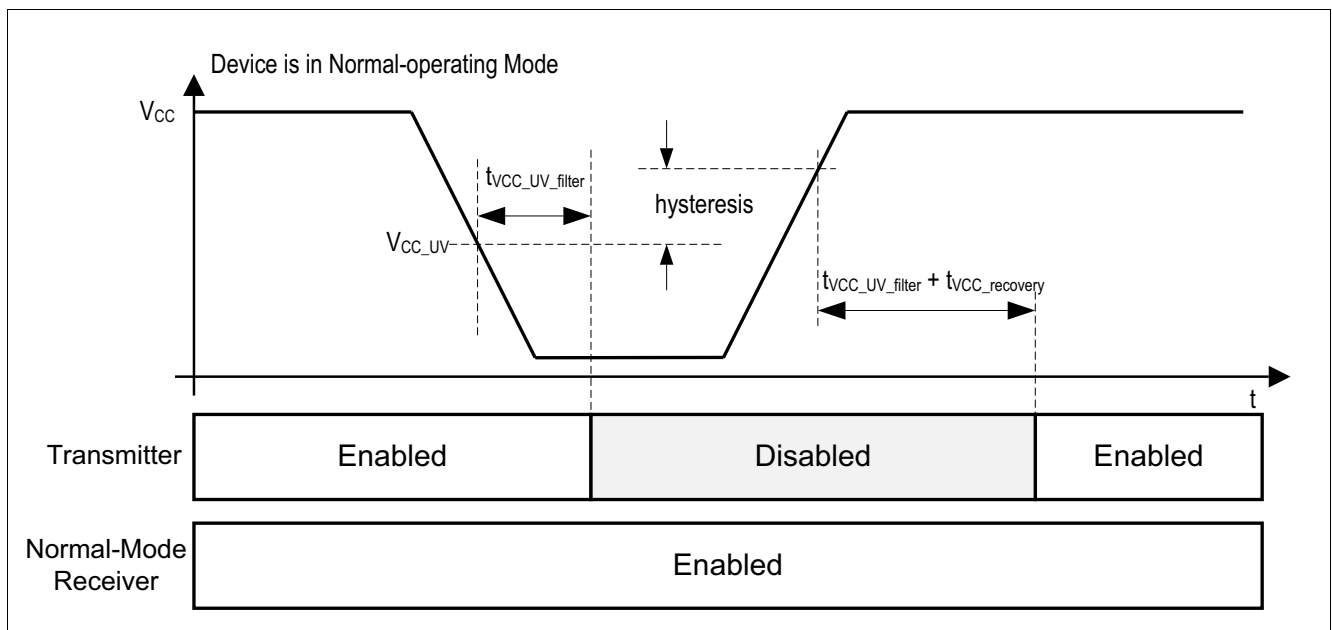 Device is in Normal-operating Mode
VCC
tVCC_UV_filter
hysteresis
VCC_UV
tVCC_UV_filter + tVCC_recovery
t
Transmitter
Enabled
Disabled
Enabled
Normal-Mode
Receiver
Enabled